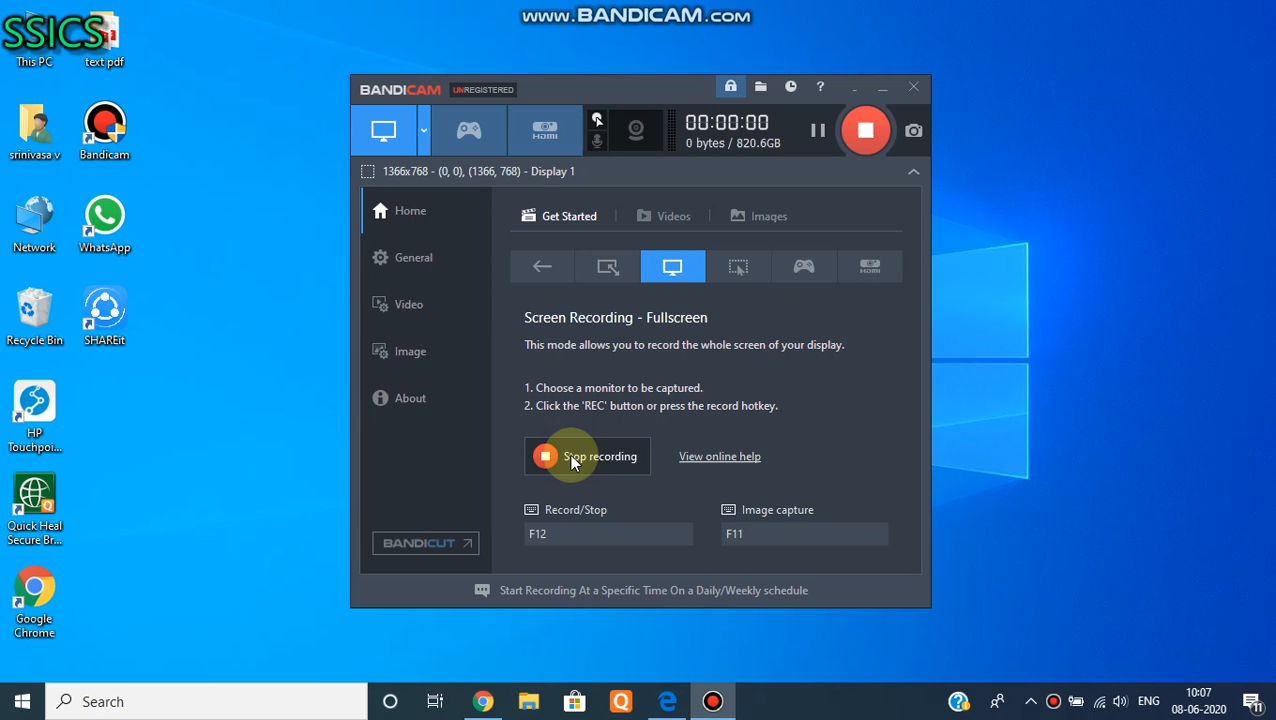 www.BANDICAM.com
SSICS
This PC
text pdf
srinivasa v
Bandicam
Network
WhatsApp
Recycle Bin
SHAREit
HP
Touchpoi...
Quick Heal
Secure Br...
Google
Chrome
BANDICAM UNREGISTERED
HDMI
00:00:00
0 bytes / 820.6GB
1366x768 - (0, 0), (1366, 768) - Display 1
Home
General
Video
Image
About
BANDICUT
Get Started
Videos
Images
HDMI
Screen Recording - Fullscreen
This mode allows you to record the whole screen of your display.
1. Choose a monitor to be captured.
2. Click the 'REC' button or press the record hotkey.
Stop recording
View online help
Record/Stop
Image capture
F12
F11
Start Recording At a Specific Time On a Daily/Weekly schedule
Search
ENG
10:07
08-06-2020
11